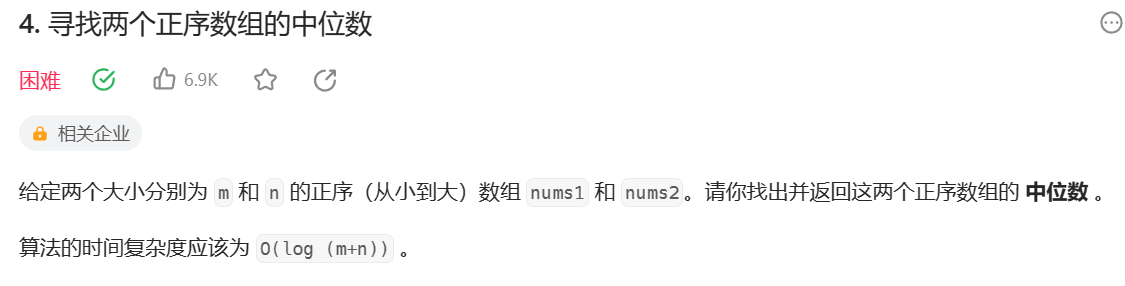 4. 寻找两个正序数组的中位数
困难 6.9K
相关企业
给定两个大小分别为 m 和 n 的正序（从小到大）数组 nums1 和 nums2。请你找出并返回这两个正序数组的 中位数 。
算法的时间复杂度应该为 O(log (m+n)) 。